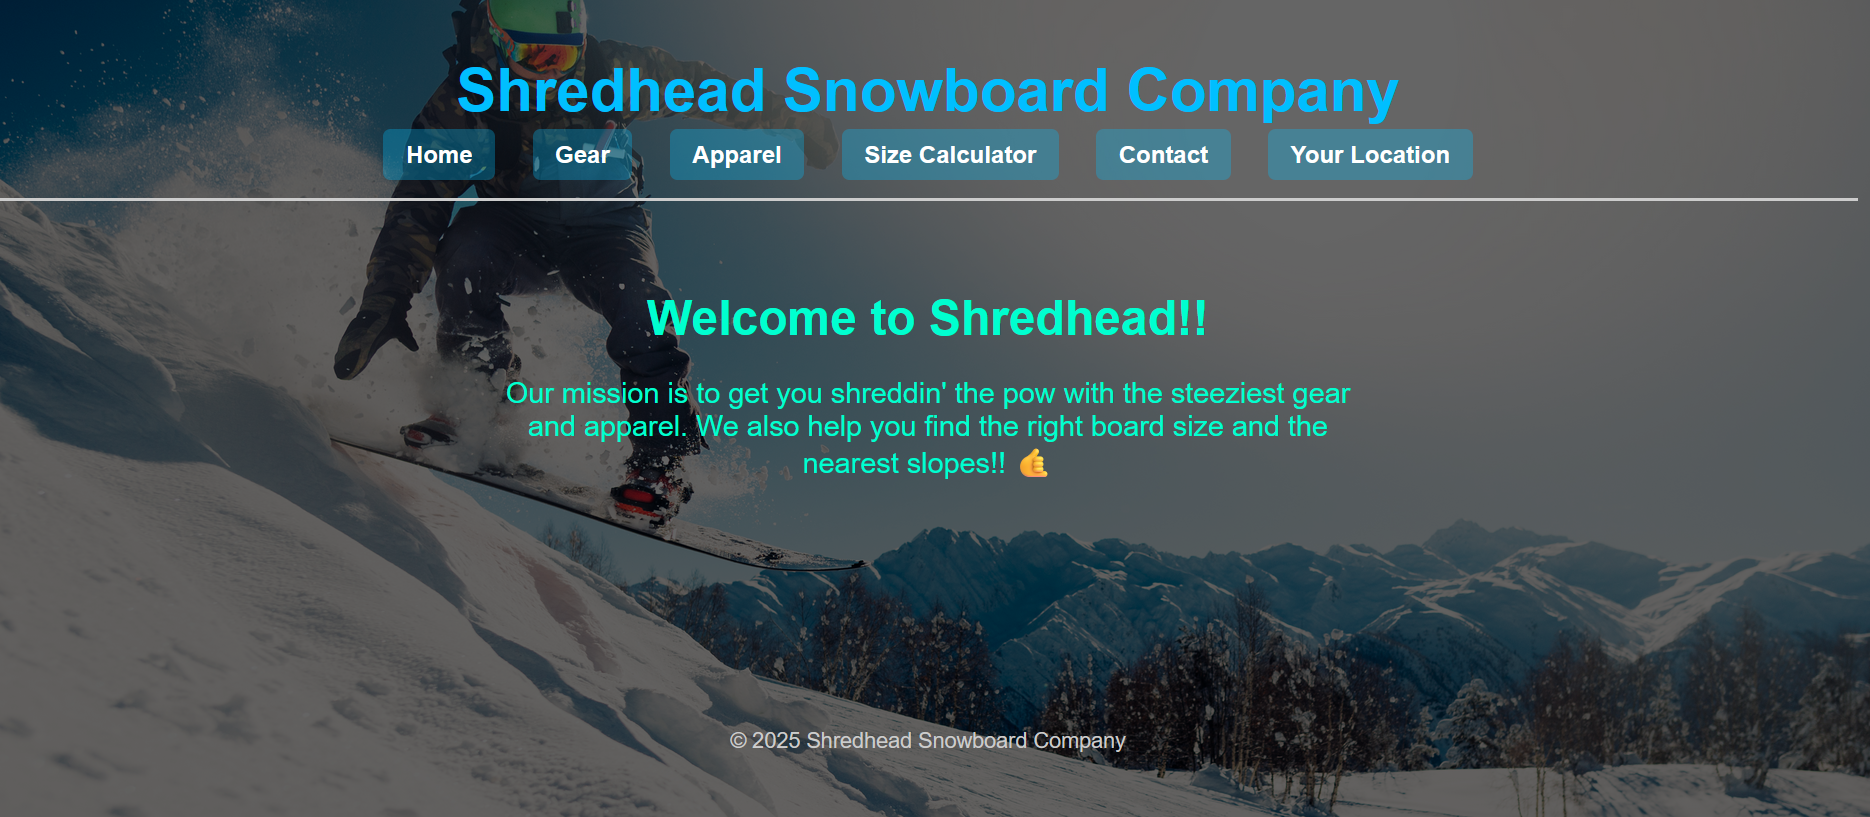 Shredhead Snowboard Company
Home Gear Apparel Size Calculator Contact Your Location
Welcome to Shredhead!!
Our mission is to get you shreddin' the pow with the steeziest gear
and apparel. We also help you find the right board size and the
nearest slopes!! 🤙
© 2025 Shredhead Snowboard Company